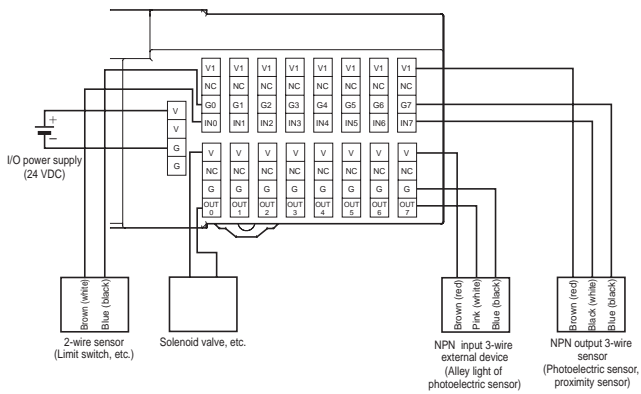 V1 V1 V1 V1 V1 V1 V1 V1
NC NC NC NC NC NC NC NC
G0 G1 G2 G3 G4 G5 G6 G7
IN0 IN1 IN2 IN3 IN4 IN5 IN6 IN7
V
V
G
G
+
−
I/O power supply
(24 VDC)
V V V V V V V V
NC NC NC NC NC NC NC NC
G G G G G G G G
OUT OUT OUT OUT OUT OUT OUT OUT
0 1 2 3 4 5 6 7
Brown (white)
Blue (black)
2-wire sensor
(Limit switch, etc.)
Solenoid valve, etc.
Brown (red)
Pink (white)
Blue (black)
NPN input 3-wire
external device
(Alley light of
photoelectric sensor)
Brown (red)
Black (white)
Blue (black)
NPN output 3-wire
sensor
(Photoelectric sensor,
proximity sensor)